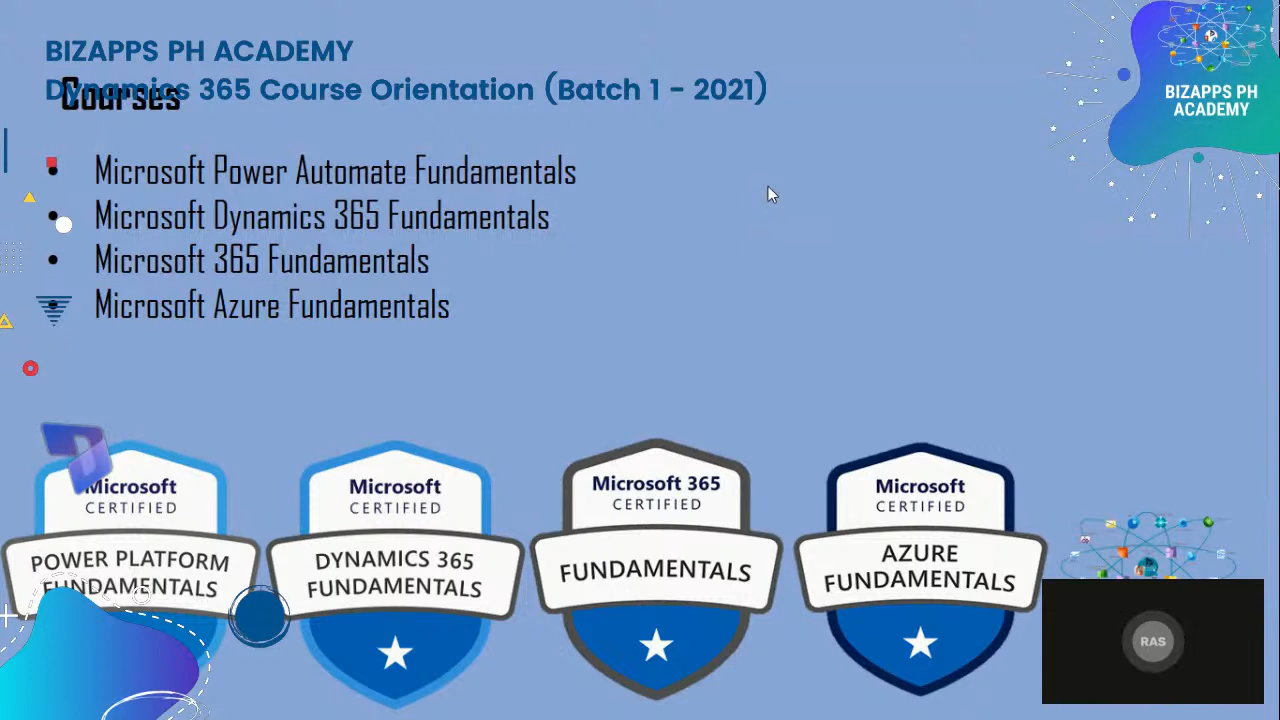 BIZAPPS PH ACADEMY
Dynamics 365 Course Orientation (Batch 1 - 2021)
Courses
BIZAPPS PH
ACADEMY
• Microsoft Power Automate Fundamentals
• Microsoft Dynamics 365 Fundamentals
• Microsoft 365 Fundamentals
• Microsoft Azure Fundamentals
Microsoft
CERTIFIED
POWER PLATFORM
FUNDAMENTALS
Microsoft
CERTIFIED
DYNAMICS 365
FUNDAMENTALS
Microsoft 365
CERTIFIED
FUNDAMENTALS
Microsoft
CERTIFIED
AZURE
FUNDAMENTALS
RAS